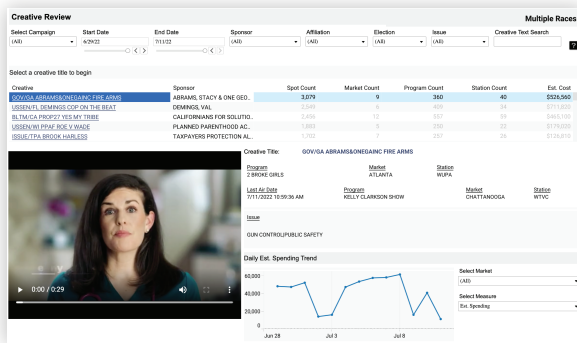 Creative Review Multiple Races
Select Campaign Start Date End Date Sponsor Affiliation Election Issue Creative Text Search
(All) 6/29/22 7/11/22 (All) (All) (All) (All)
?
Select a creative title to begin
Creative Sponsor Spot Count Market Count Program Count Station Count Est. Cost
GOV/GA ABRAMS&ONEGAINC FIRE ARMS ABRAMS, STACY & ONE GEO.. 3,079 9 360 40 $526,560
USSEN/FL DEMINGS COP ON THE BEAT DEMINGS, VAL
BLTM/CA PROP27 YES MY TRIBE CALIFORNIANS FOR SOLUTIO..
USSEN/WI PPAF ROE V WADE PLANNED PARENTHOOD AC..
ISSUE/TPA BROOK HARLESS TAXPAYERS PROTECTION AL..
Creative Title: GOV/GA ABRAMS&ONEGAINC FIRE ARMS
Program Market Station
2 BROKE GIRLS ATLANTA WUPA
Last Air Date Program Market Station
7/11/2022 10:59:36 AM KELLY CLARKSON SHOW CHATTANOOGA WTVC
Issue
GUN CONTROL|PUBLIC SAFETY
0:00 / 0:29
Daily Est. Spending Trend
60,000
40,000
20,000
0
Jun 28 Jul 3 Jul 8
Select Market
(All)
Select Measure
Est. Spending